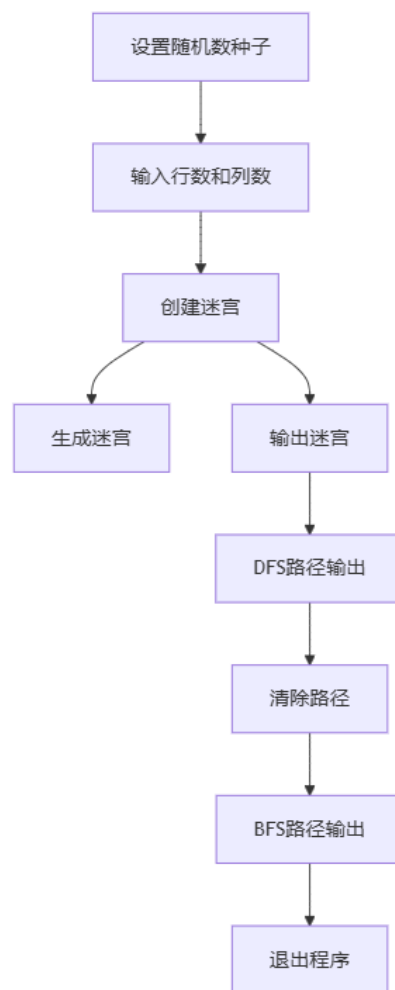 设置随机数种子
输入行数和列数
创建迷宫
生成迷宫
输出迷宫
DFS路径输出
清除路径
BFS路径输出
退出程序